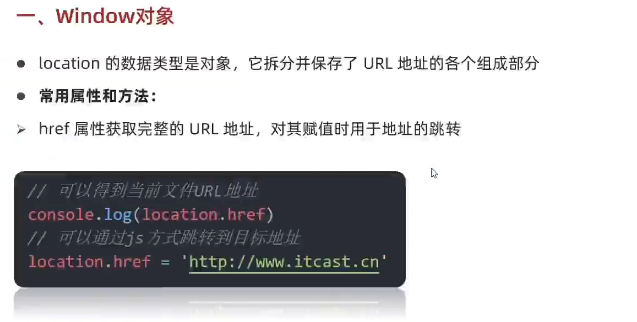 一、Window对象
● location 的数据类型是对象，它拆分并保存了 URL 地址的各个组成部分
● 常用属性和方法：
➢ href 属性获取完整的 URL 地址，对其赋值时用于地址的跳转
// 可以得到当前文件URL地址
console.log(location.href)
// 可以通过js方式跳转到目标地址
location.href = 'http://www.itcast.cn'